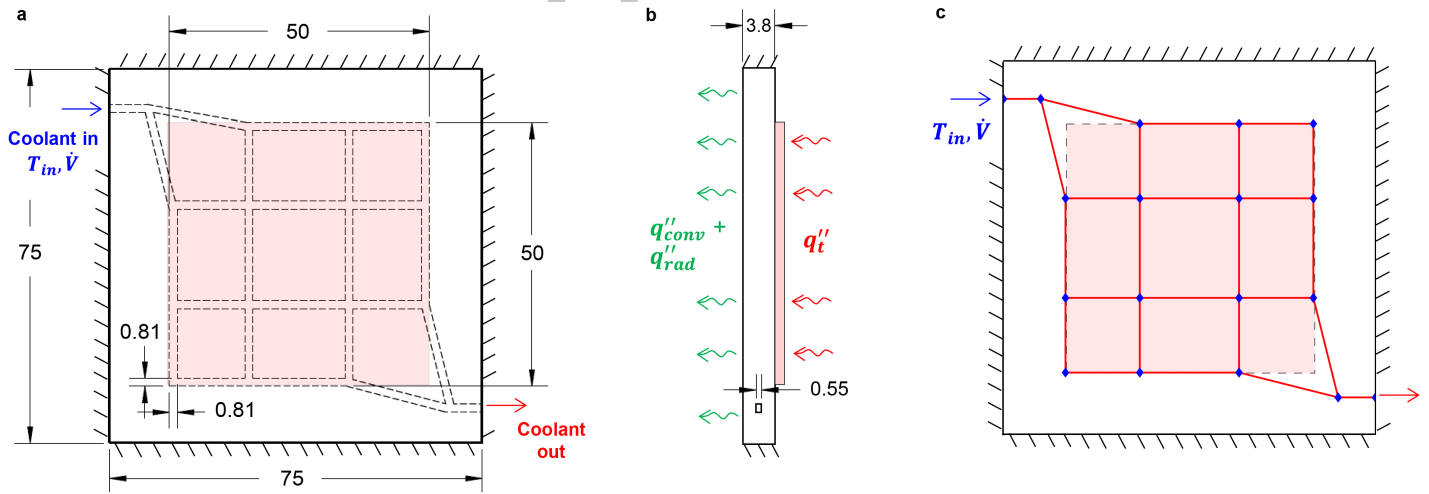 a
50
75
Coolant in
T_in, V̇
50
0.81
0.81
Coolant
out
75
b
3.8
q''_conv +
q''_rad
q''_t
0.55
c
T_in, V̇